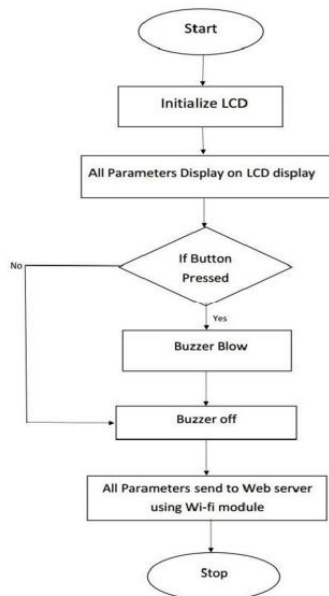 Start
Initialize LCD
All Parameters Display on LCD display
If Button
Pressed
No
Yes
Buzzer Blow
Buzzer off
All Parameters send to Web server
using Wi-fi module
Stop